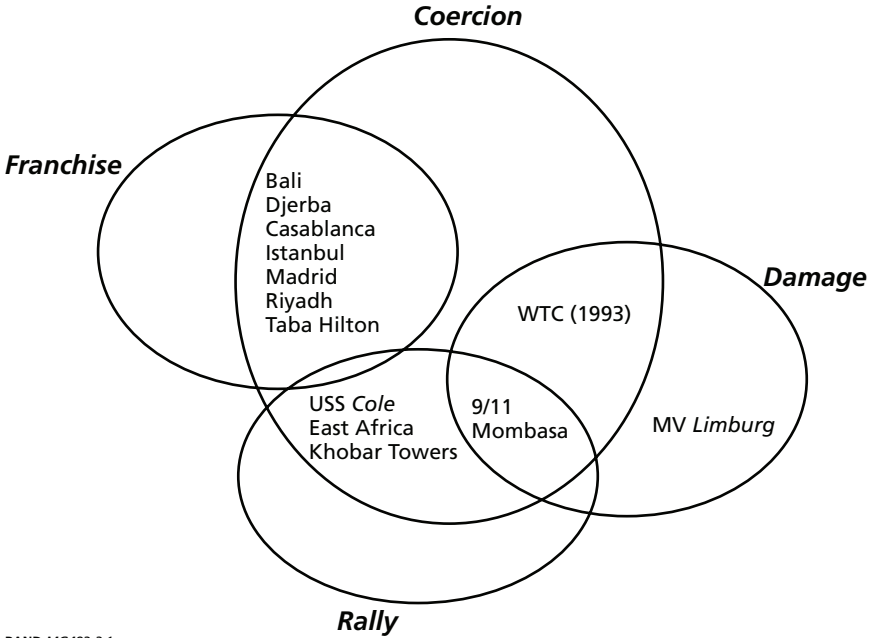 Coercion
Franchise
Bali
Djerba
Casablanca
Istanbul
Madrid
Riyadh
Taba Hilton
Damage
WTC (1993)
USS Cole
East Africa
Khobar Towers
9/11
Mombasa
MV Limburg
Rally